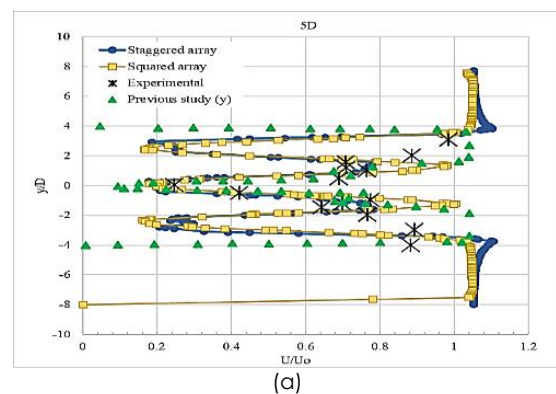 5D
10
8
6
4
2
0
-2
-4
-6
-8
-10
y/D
Staggered array
Squared array
Experimental
Previous study (y)
0 0.2 0.4 0.6 0.8 1 1.2
U/Uo
(a)